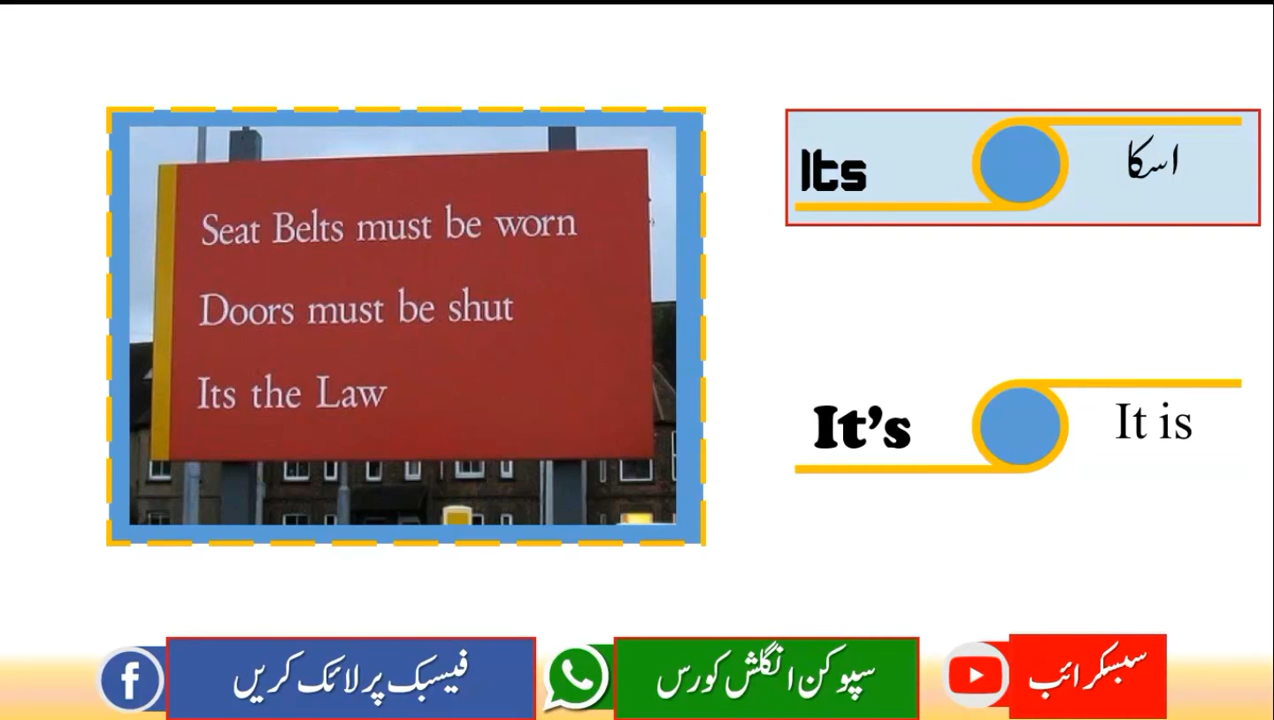 Seat Belts must be worn
Doors must be shut
Its the Law
Its
اسکا
It's
It is
فیسبک پر لائک کریں
سپوکن انگلش کورس
سبسکرائب